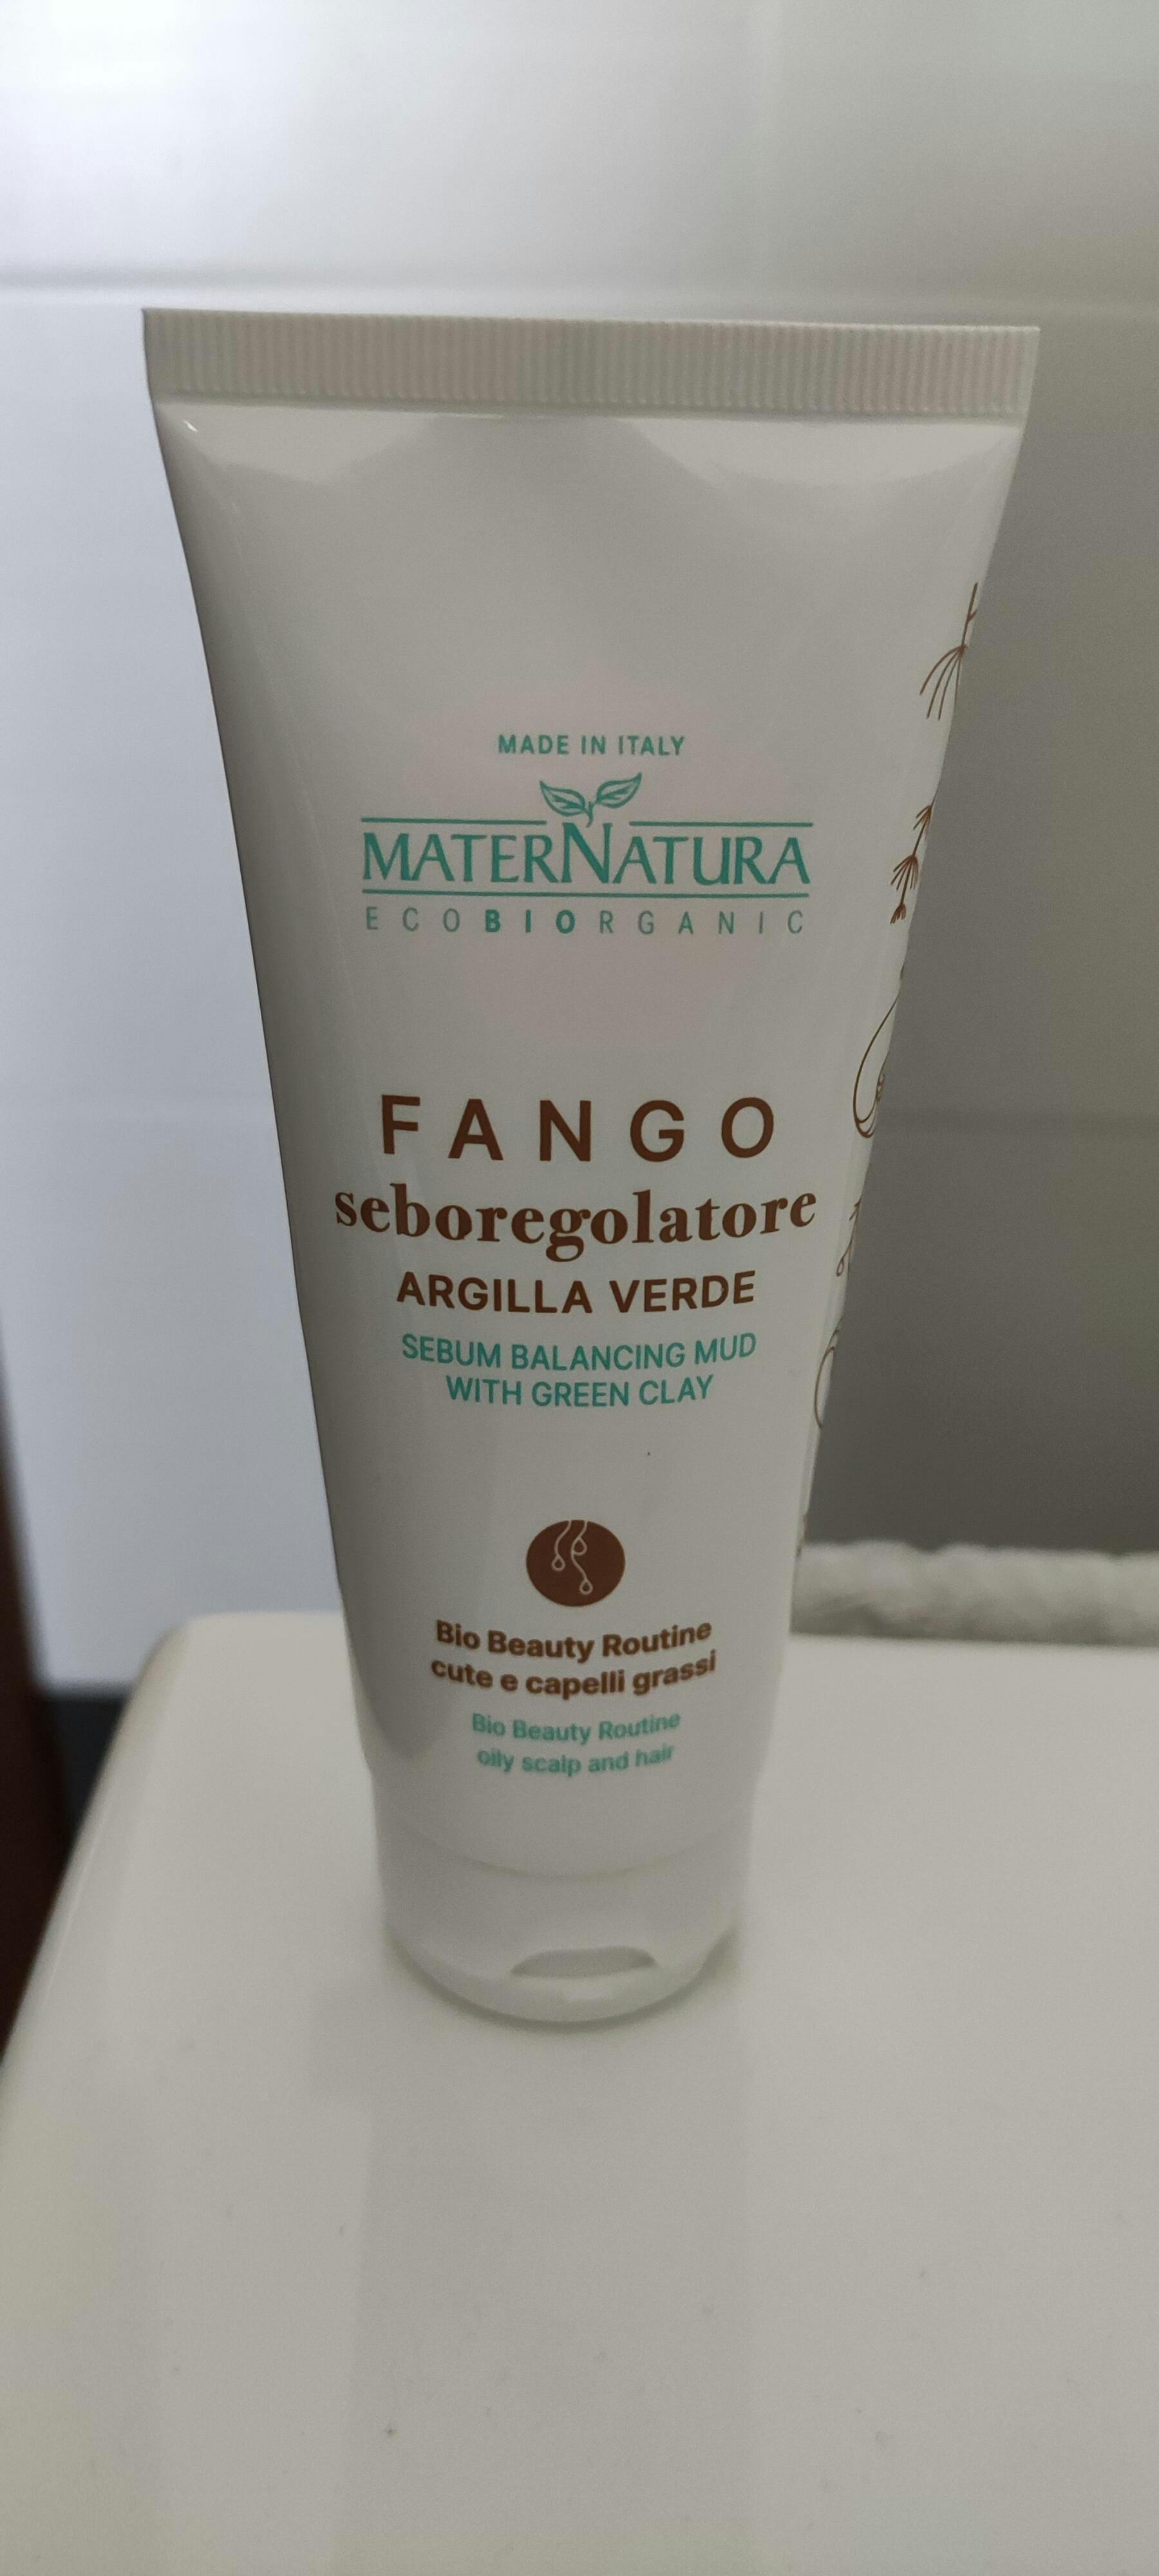 MADE IN ITALY
MATERNATURA
ECOBIORGANIC
FANGO
seboregolatore
ARGILLA VERDE
SEBUM BALANCING MUD
WITH GREEN CLAY
Bio Beauty Routine
cute e capelli grassi
Bio Beauty Routine
oily scalp and hair